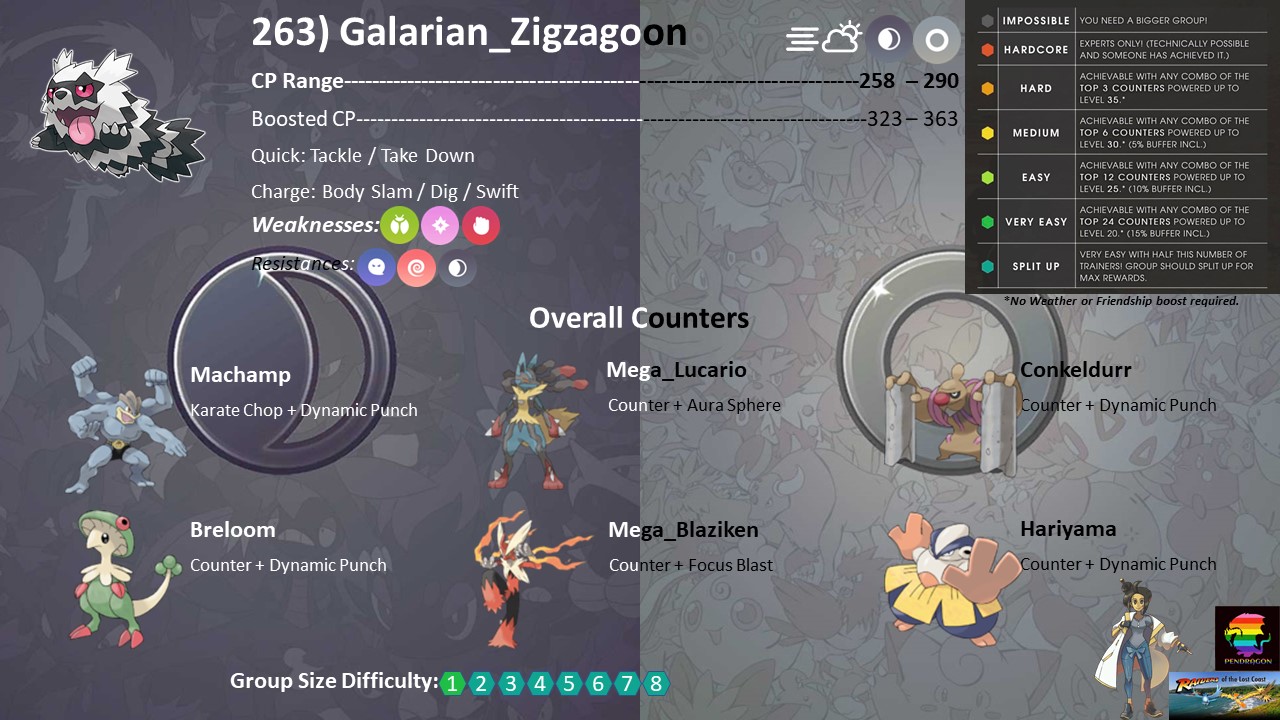 263) Galarian_Zigzagoon
CP Range---258 – 290
Boosted CP---323 – 363
Quick: Tackle / Take Down
Charge: Body Slam / Dig / Swift
Weaknesses:
Resistances:
IMPOSSIBLE YOU NEED A BIGGER GROUP!
HARDCORE EXPERTS ONLY! (TECHNICALLY POSSIBLE
AND SOMEONE HAS ACHIEVED IT.)
HARD ACHIEVABLE WITH ANY COMBO OF THE
TOP 3 COUNTERS POWERED UP TO
LEVEL 35.*
MEDIUM ACHIEVABLE WITH ANY COMBO OF THE
TOP 6 COUNTERS POWERED UP TO
LEVEL 30.* (5% BUFFER INCL.)
EASY ACHIEVABLE WITH ANY COMBO OF THE
TOP 12 COUNTERS POWERED UP TO
LEVEL 25.* (10% BUFFER INCL.)
VERY EASY ACHIEVABLE WITH ANY COMBO OF THE
TOP 24 COUNTERS POWERED UP TO
LEVEL 20.* (15% BUFFER INCL.)
SPLIT UP VERY EASY WITH HALF THIS NUMBER OF
TRAINERS! GROUP SHOULD SPLIT UP FOR
MAX REWARDS.
*No Weather or Friendship boost required.
Overall Counters
Machamp
Karate Chop + Dynamic Punch
Mega_Lucario
Counter + Aura Sphere
Conkeldurr
Counter + Dynamic Punch
Breloom
Counter + Dynamic Punch
Mega_Blaziken
Counter + Focus Blast
Hariyama
Counter + Dynamic Punch
Group Size Difficulty: 1 2 3 4 5 6 7 8
PENDRAGON
RAIDERS of the Lost Coast